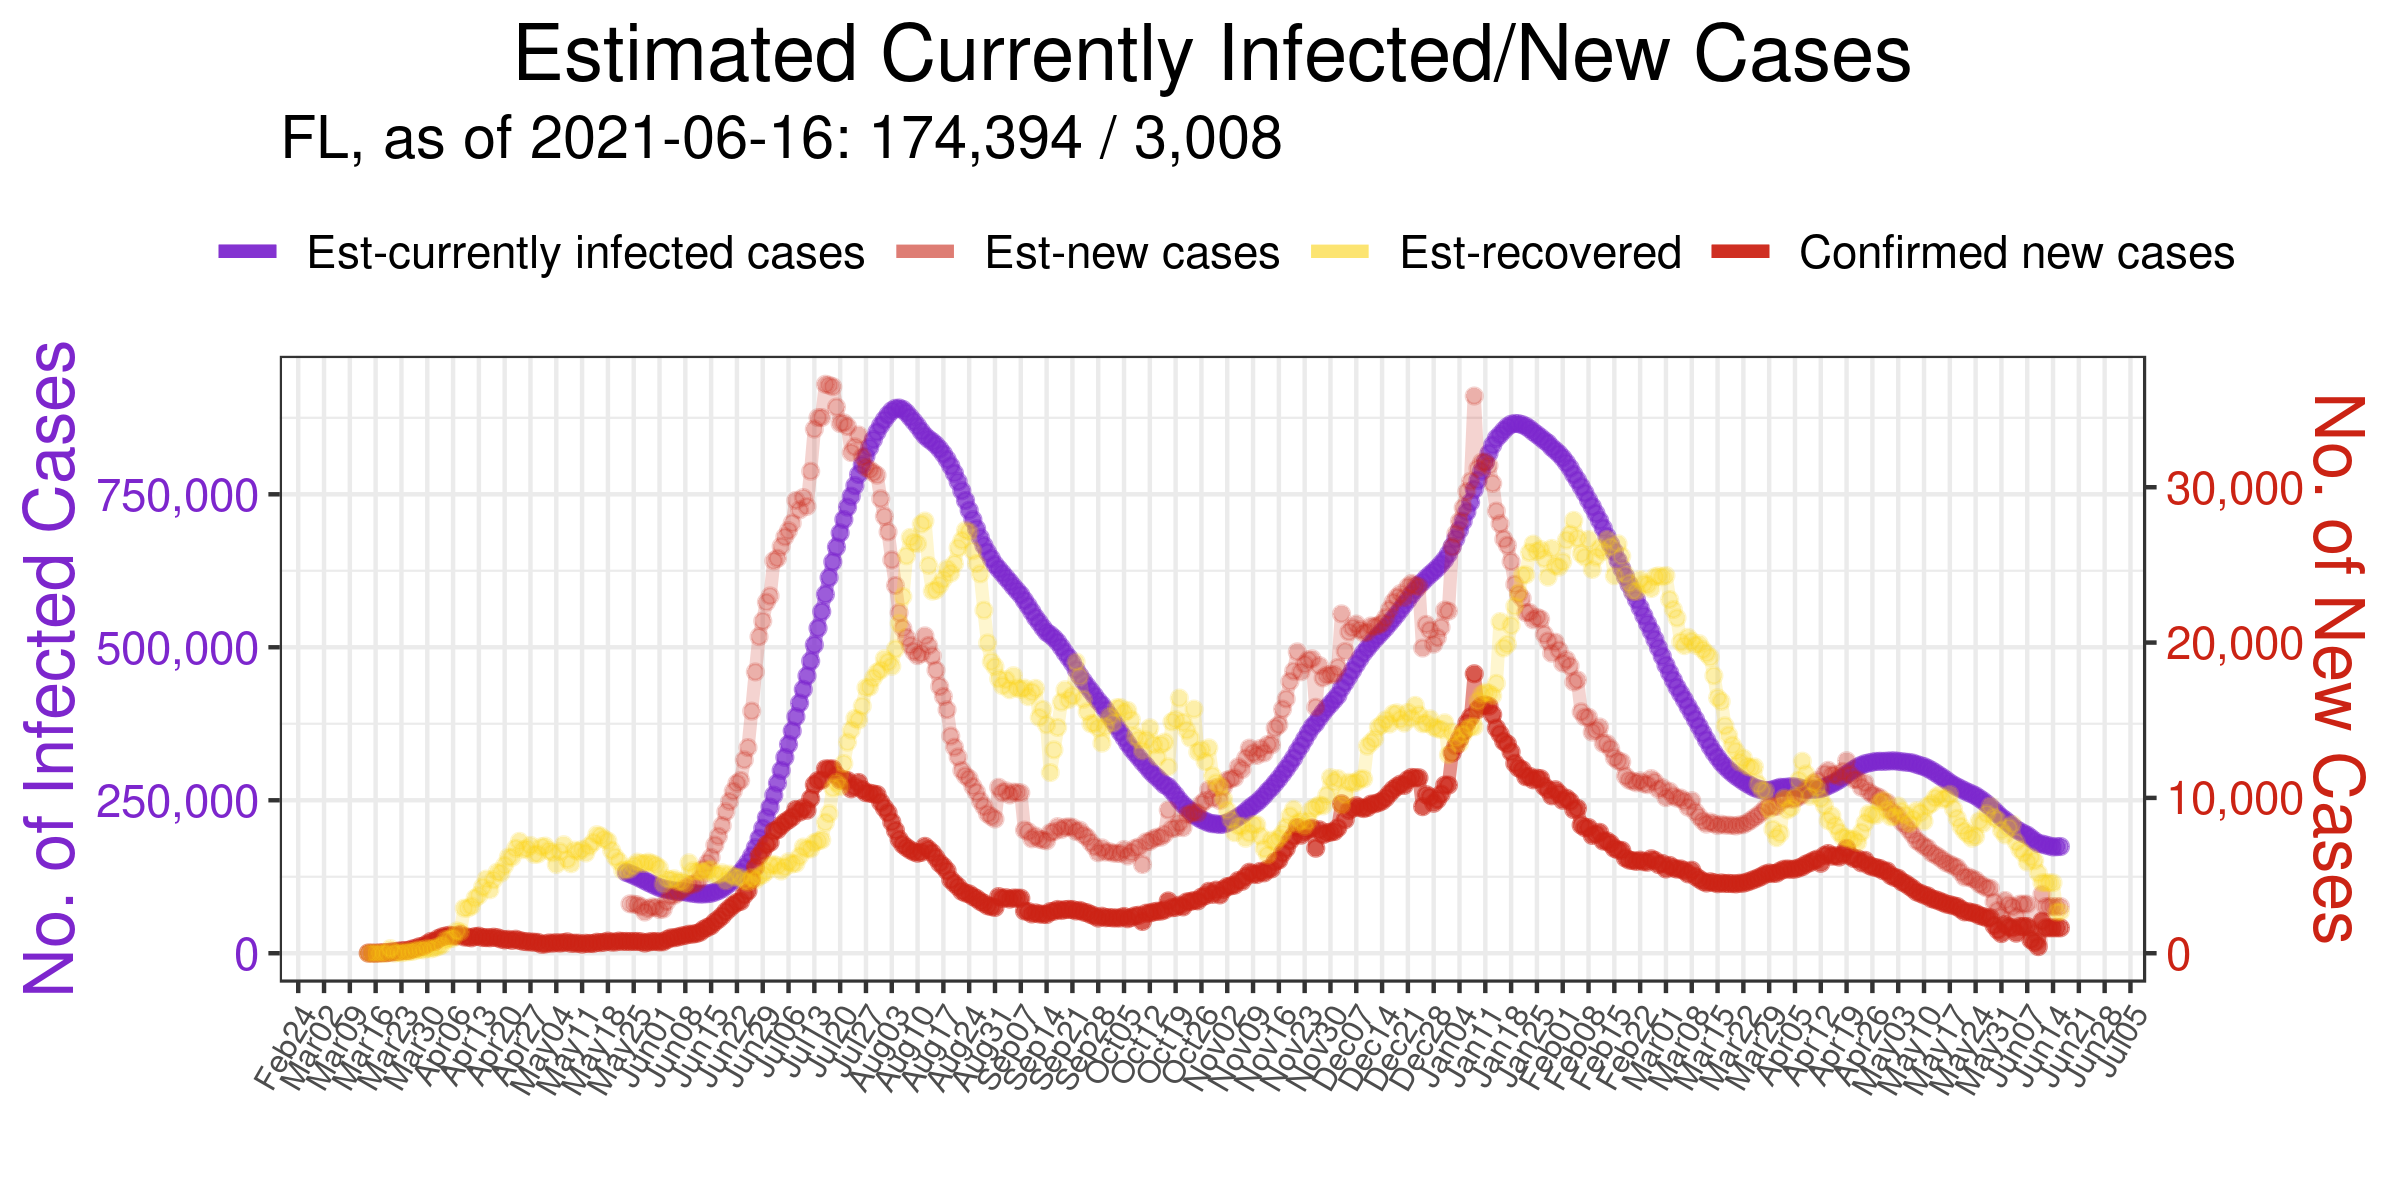 Estimated Currently Infected/New Cases
FL, as of 2021-06-16: 174,394 / 3,008
Est-currently infected cases
Est-new cases
Est-recovered
Confirmed new cases
No. of Infected Cases
750,000
500,000
250,000
0
30,000
20,000
10,000
0
No. of New Cases
Feb24
Mar02
Mar09
Mar16
Mar23
Mar30
Apr06
Apr13
Apr20
Apr27
May04
May11
May18
May25
Jun01
Jun08
Jun15
Jun22
Jun29
Jul06
Jul13
Jul20
Jul27
Aug03
Aug10
Aug17
Aug24
Aug31
Sep07
Sep14
Sep21
Sep28
Oct05
Oct12
Oct19
Oct26
Nov02
Nov09
Nov16
Nov23
Nov30
Dec07
Dec14
Dec21
Dec28
Jan04
Jan11
Jan18
Jan25
Feb01
Feb08
Feb15
Feb22
Mar01
Mar08
Mar15
Mar22
Mar29
Apr05
Apr12
Apr19
Apr26
May03
May10
May17
May24
May31
Jun07
Jun14
Jun21
Jun28
Jul05